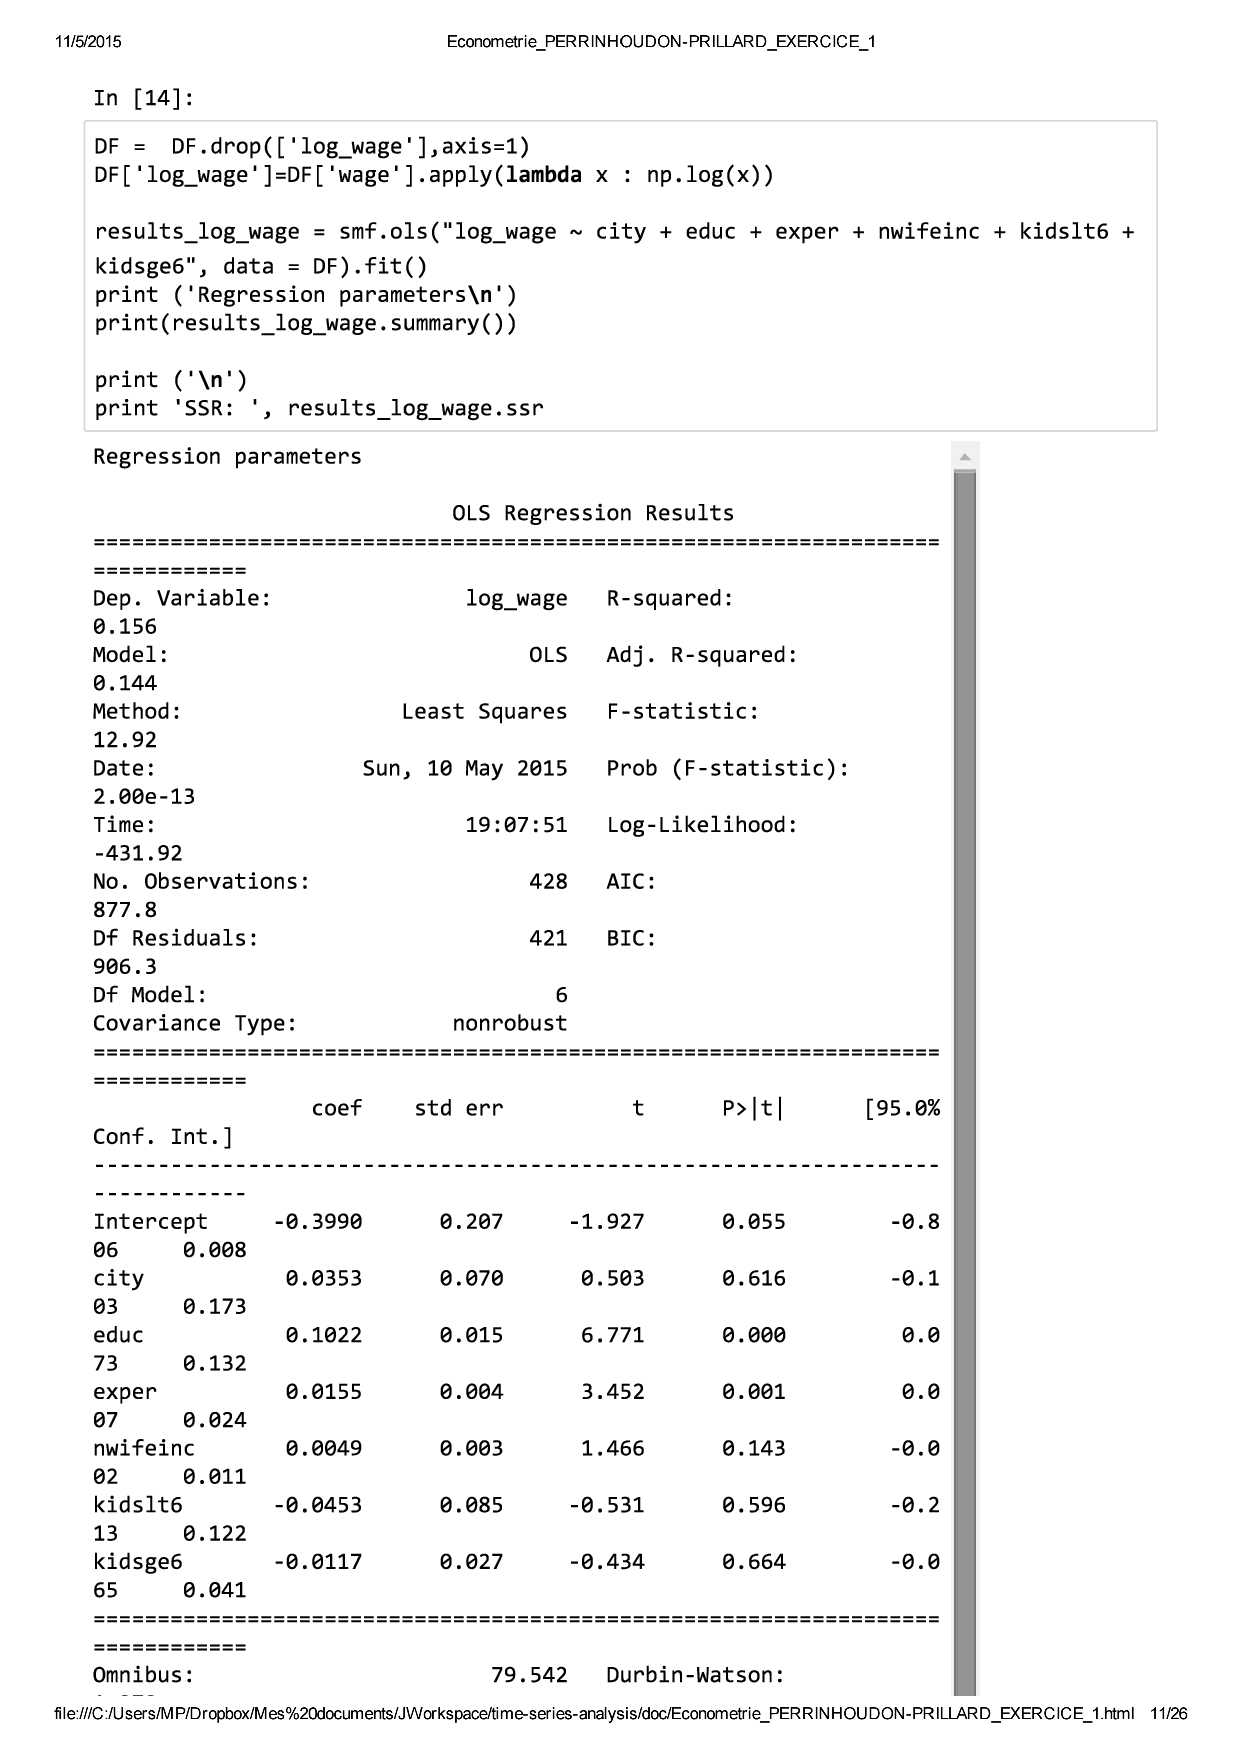 11/5/2015 Econometrie_PERRINHOUDON-PRILLARD_EXERCICE_1
In [14]:
DF =  DF.drop(['log_wage'],axis=1)
DF['log_wage']=DF['wage'].apply(lambda x : np.log(x))
results_log_wage = smf.ols("log_wage ~ city + educ + exper + nwifeinc + kidslt6 +
kidsge6", data = DF).fit()
print ('Regression parameters\n')
print(results_log_wage.summary())
print ('\n')
print 'SSR: ', results_log_wage.ssr
Regression parameters
OLS Regression Results
==================================================================
============
Dep. Variable: log_wage R-squared:
0.156
Model: OLS Adj. R-squared:
0.144
Method: Least Squares F-statistic:
12.92
Date: Sun, 10 May 2015 Prob (F-statistic):
2.00e-13
Time: 19:07:51 Log-Likelihood:
-431.92
No. Observations: 428 AIC:
877.8
Df Residuals: 421 BIC:
906.3
Df Model: 6
Covariance Type: nonrobust
==================================================================
============
coef std err t P>|t| [95.0%
Conf. Int.]
------------------------------------------------------------------
------------
Intercept -0.3990 0.207 -1.927 0.055 -0.8
06 0.008
city 0.0353 0.070 0.503 0.616 -0.1
03 0.173
educ 0.1022 0.015 6.771 0.000 0.0
73 0.132
exper 0.0155 0.004 3.452 0.001 0.0
07 0.024
nwifeinc 0.0049 0.003 1.466 0.143 -0.0
02 0.011
kidslt6 -0.0453 0.085 -0.531 0.596 -0.2
13 0.122
kidsge6 -0.0117 0.027 -0.434 0.664 -0.0
65 0.041
==================================================================
============
Omnibus: 79.542 Durbin-Watson:
file:///C:/Users/MP/Dropbox/Mes%20documents/JWorkspace/time-series-analysis/doc/Econometrie_PERRINHOUDON-PRILLARD_EXERCICE_1.html 11/26